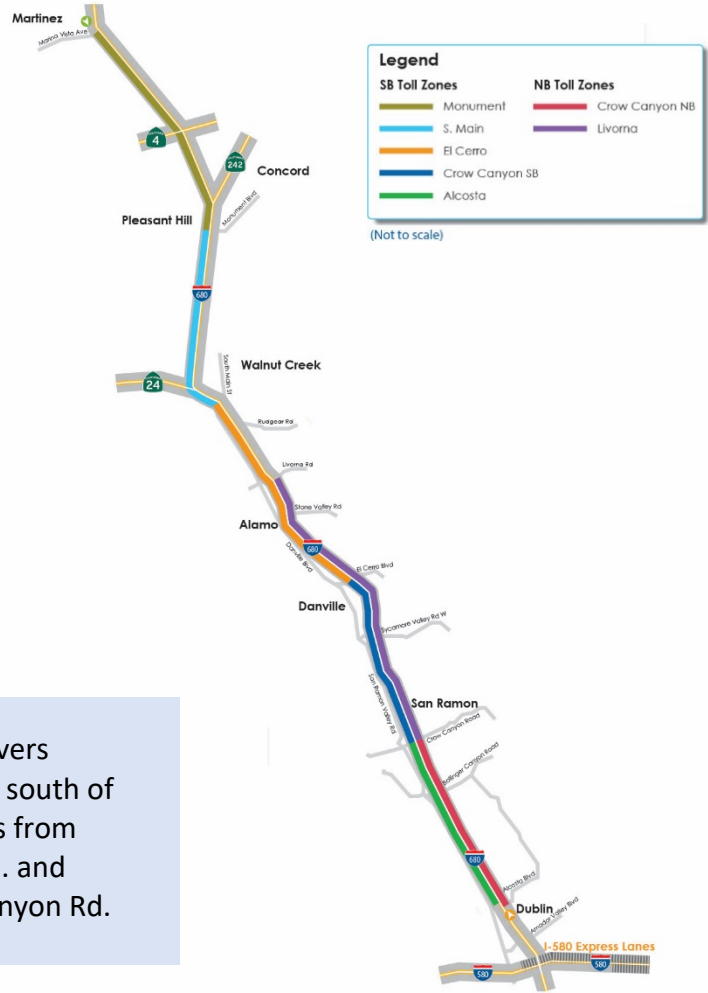 Martinez
Marina Vista Ave
4
242
Concord
Monument Blvd
Pleasant Hill
680
Walnut Creek
South Main St
24
Rudgear Rd
Livorna Rd
Stone Valley Rd
Alamo
680
Danville Blvd
El Cerro Blvd
Danville
Sycamore Valley Rd W
San Ramon Valley Rd
San Ramon
Crow Canyon Road
Bollinger Canyon Road
680
Alcosta Blvd
Dublin
Amador Valley Blvd
I-580 Express Lanes
580
580
Legend
SB Toll Zones
Monument
S. Main
El Cerro
Crow Canyon SB
Alcosta
NB Toll Zones
Crow Canyon NB
Livorna
(Not to scale)
vers
south of
s from
. and
nyon Rd.